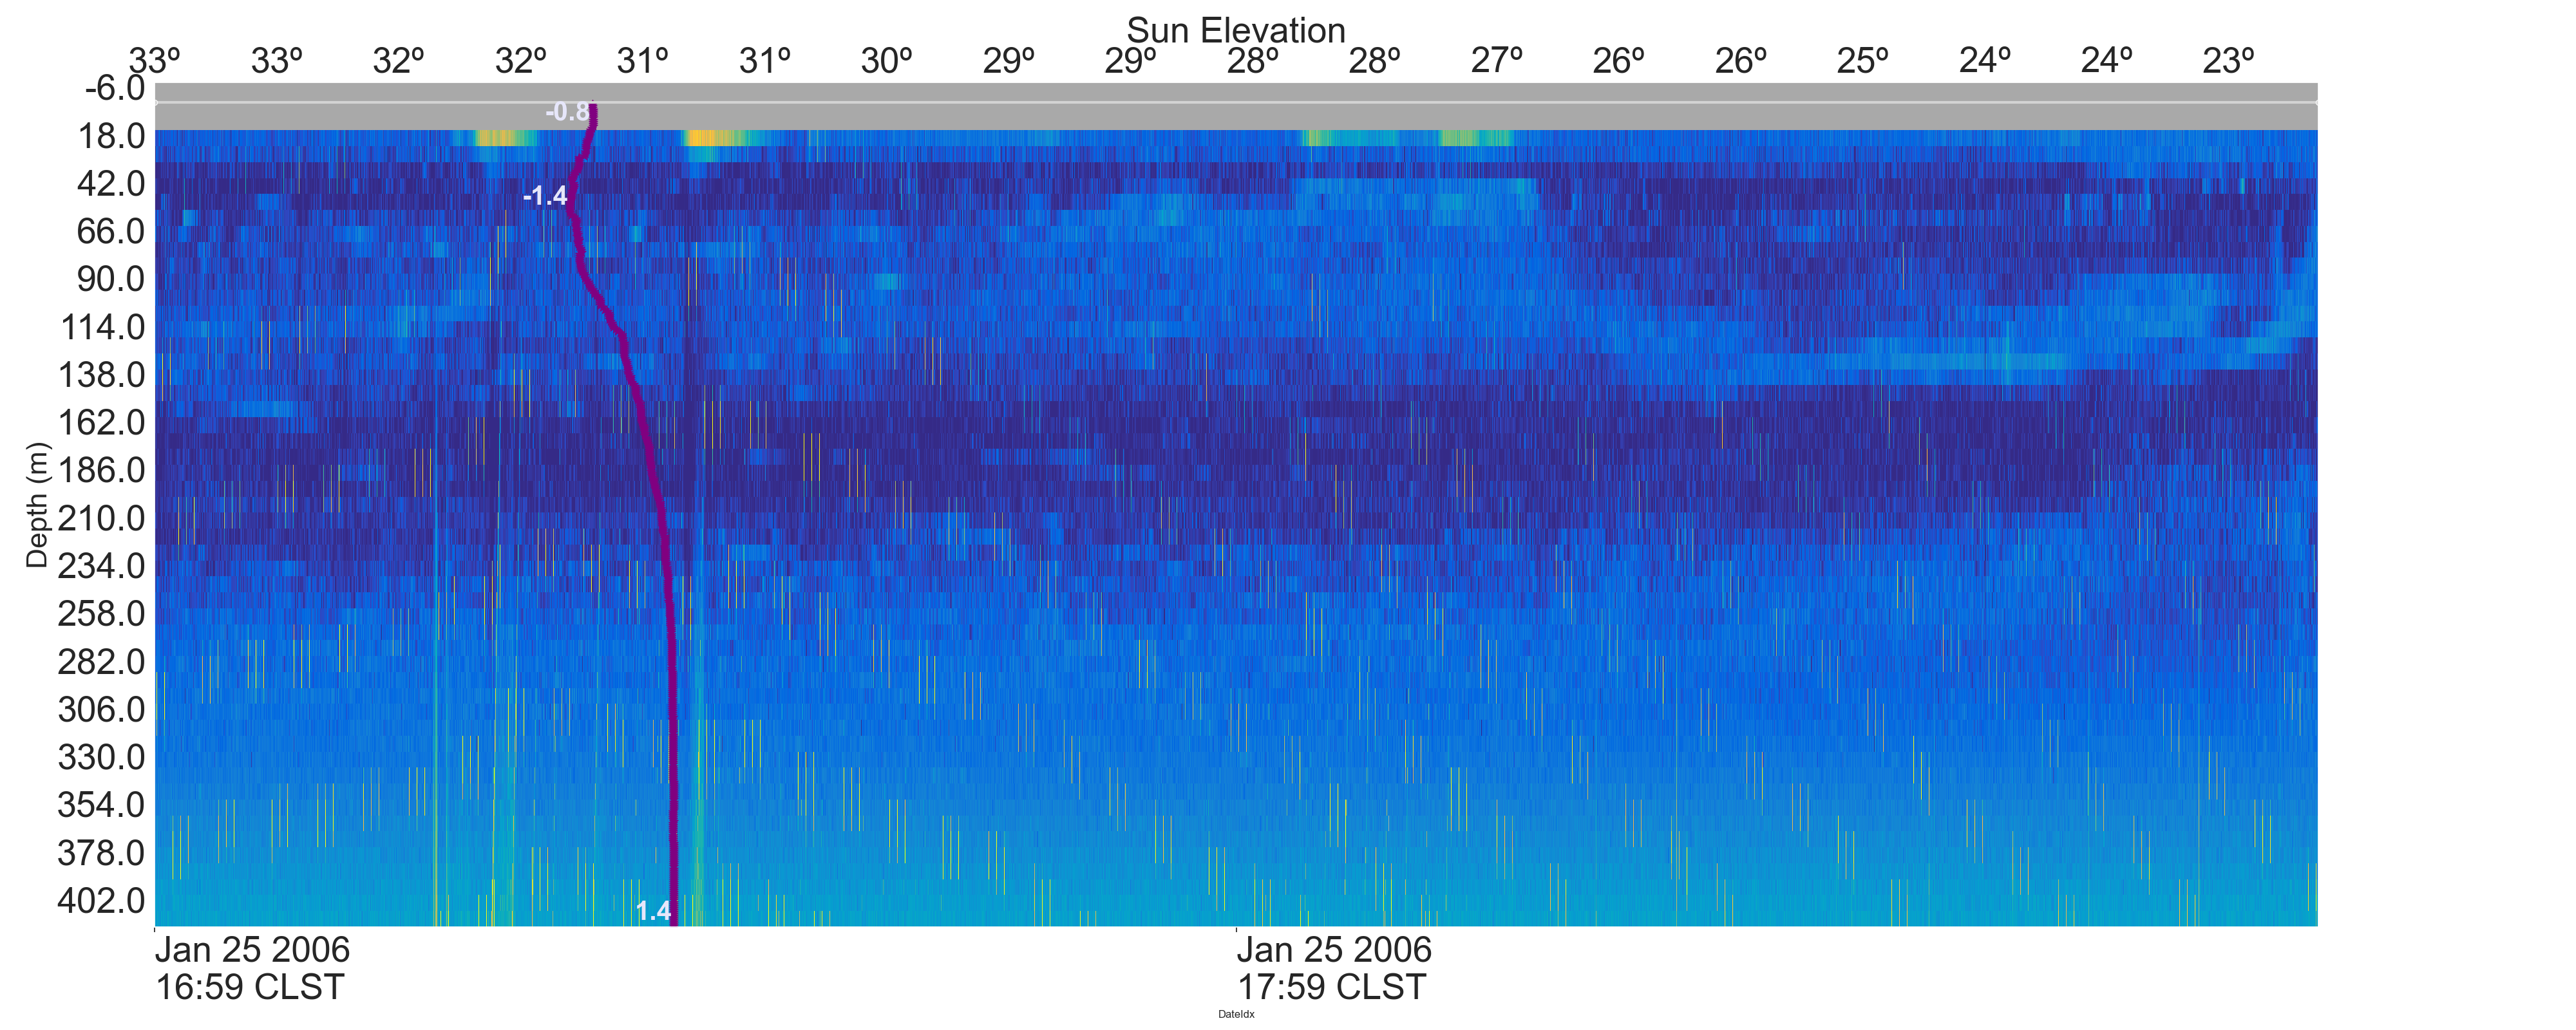 Sun Elevation
33º 33º 32º 32º 31º 31º 30º 29º 29º 28º 28º 27º 26º 26º 25º 24º 24º 23º
-6.0
-0.8
18.0
42.0
-1.4
66.0
90.0
114.0
138.0
162.0
186.0
Depth (m)
210.0
234.0
258.0
282.0
306.0
330.0
354.0
378.0
402.0
1.4
Jan 25 2006
16:59 CLST
Jan 25 2006
17:59 CLST
DateIdx